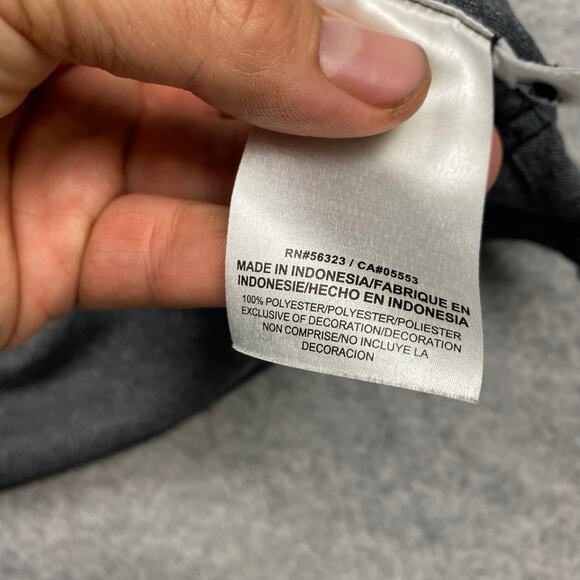 RN#56323 / CA#05553
MADE IN INDONESIA/FABRIQUE EN
INDONESIE/HECHO EN INDONESIA
100% POLYESTER/POLYESTER/POLIESTER
EXCLUSIVE OF DECORATION/DECORATION
NON COMPRISE/NO INCLUYE LA
DECORACION